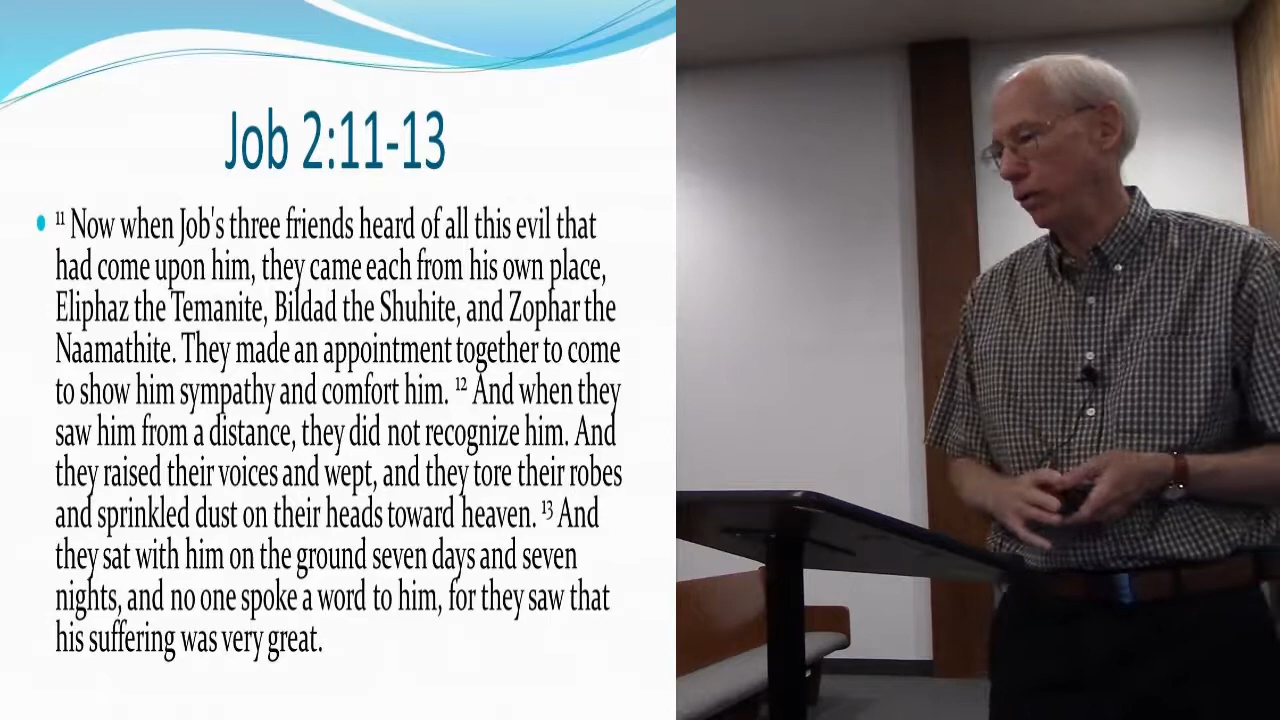 Job 2:11-13
• ¹¹ Now when Job's three friends heard of all this evil that
had come upon him, they came each from his own place,
Eliphaz the Temanite, Bildad the Shuhite, and Zophar the
Naamathite. They made an appointment together to come
to show him sympathy and comfort him. ¹² And when they
saw him from a distance, they did not recognize him. And
they raised their voices and wept, and they tore their robes
and sprinkled dust on their heads toward heaven. ¹³ And
they sat with him on the ground seven days and seven
nights, and no one spoke a word to him, for they saw that
his suffering was very great.